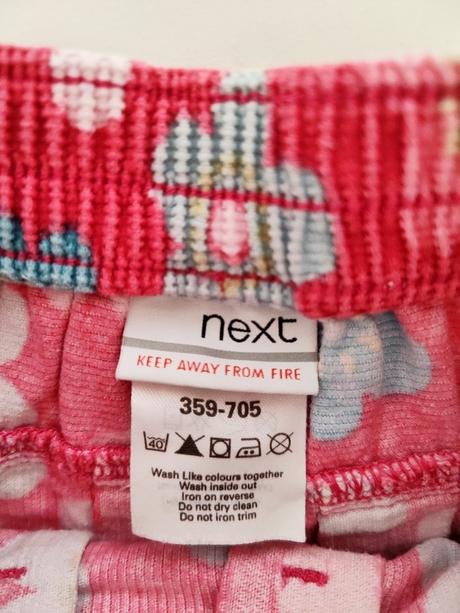 next
KEEP AWAY FROM FIRE
359-705
40
Wash Like colours together
Wash inside out
Iron on reverse
Do not dry clean
Do not iron trim